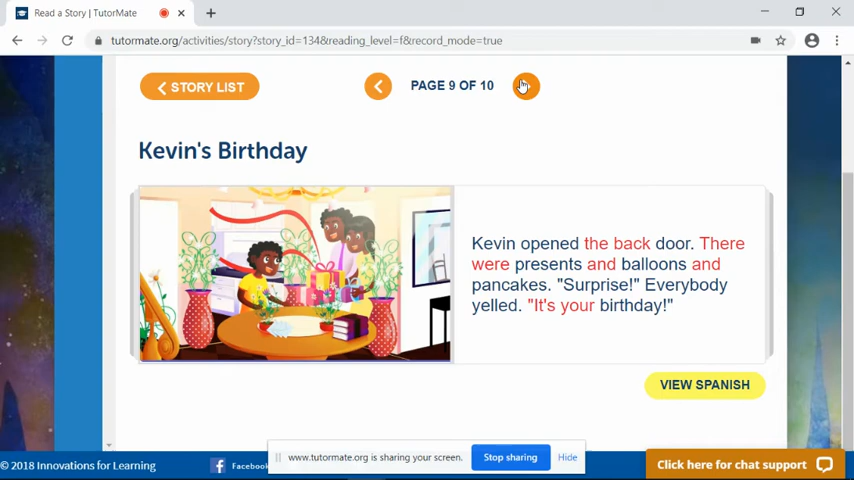 Read a Story | TutorMate
tutormate.org/activities/story?story_id=134&reading_level=f&record_mode=true
STORY LIST
PAGE 9 OF 10
Kevin's Birthday
Kevin opened the back door. There
were presents and balloons and
pancakes. "Surprise!" Everybody
yelled. "It's your birthday!"
VIEW SPANISH
www.tutormate.org is sharing your screen.
Stop sharing
Hide
© 2018 Innovations for Learning
Facebook
Click here for chat support